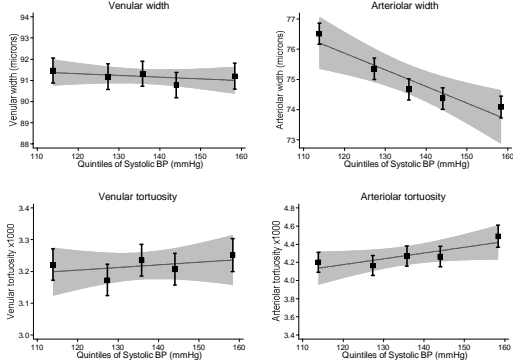 Venular width
Venular width (microns)
94
93
92
91
90
89
88
110 120 130 140 150 160
Quintiles of Systolic BP (mmHg)
Arteriolar width
Arteriolar width (microns)
77
76
75
74
73
110 120 130 140 150 160
Quintiles of Systolic BP (mmHg)
Venular tortuosity
Venular tortuosity x1000
3.4
3.3
3.2
3.1
3.0
110 120 130 140 150 160
Quintiles of Systolic BP (mmHg)
Arteriolar tortuosity
Arteriolar tortuosity x1000
4.8
4.6
4.4
4.2
4.0
3.8
3.6
3.4
110 120 130 140 150 160
Quintiles of Systolic BP (mmHg)